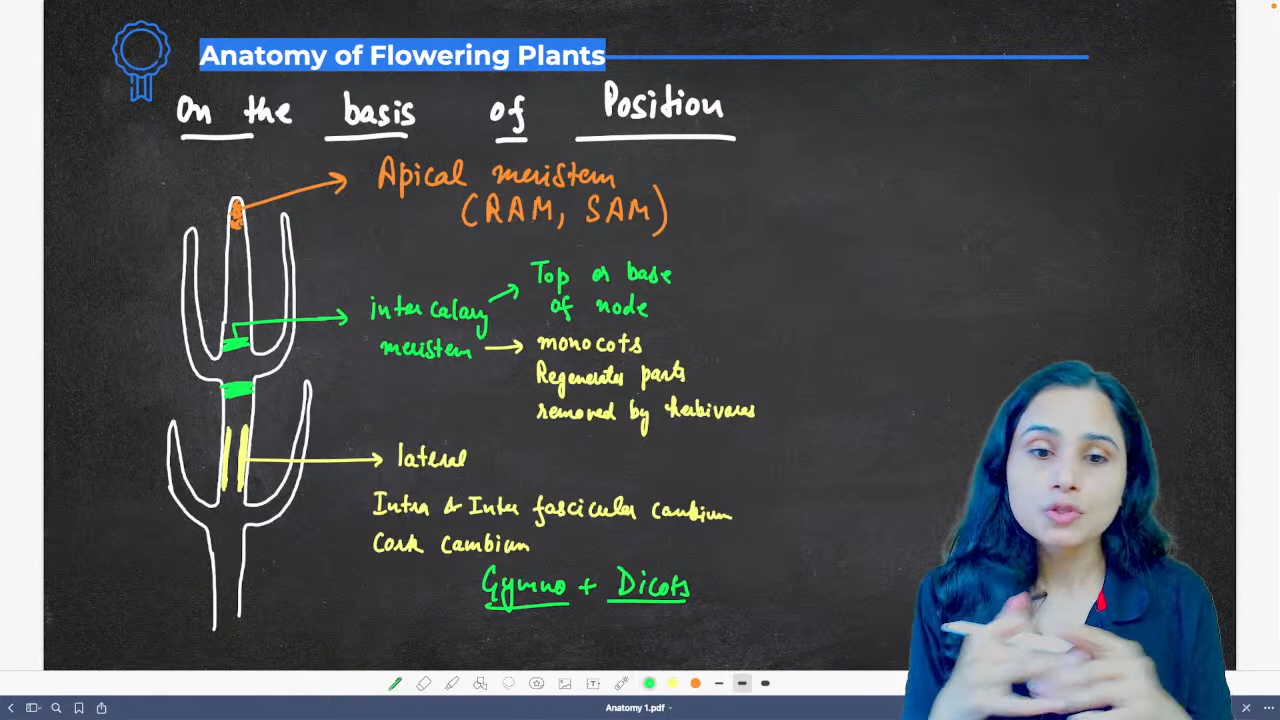 Anatomy of Flowering Plants
On the basis of Position
Apical meristem
(RAM, SAM)
Top or base
of node
intercalary
meristem
monocots
Regenerates parts
removed by herbivores
lateral
Intra & Inter fascicular cambium
Cork cambium
Gymno + Dicots
Anatomy 1.pdf